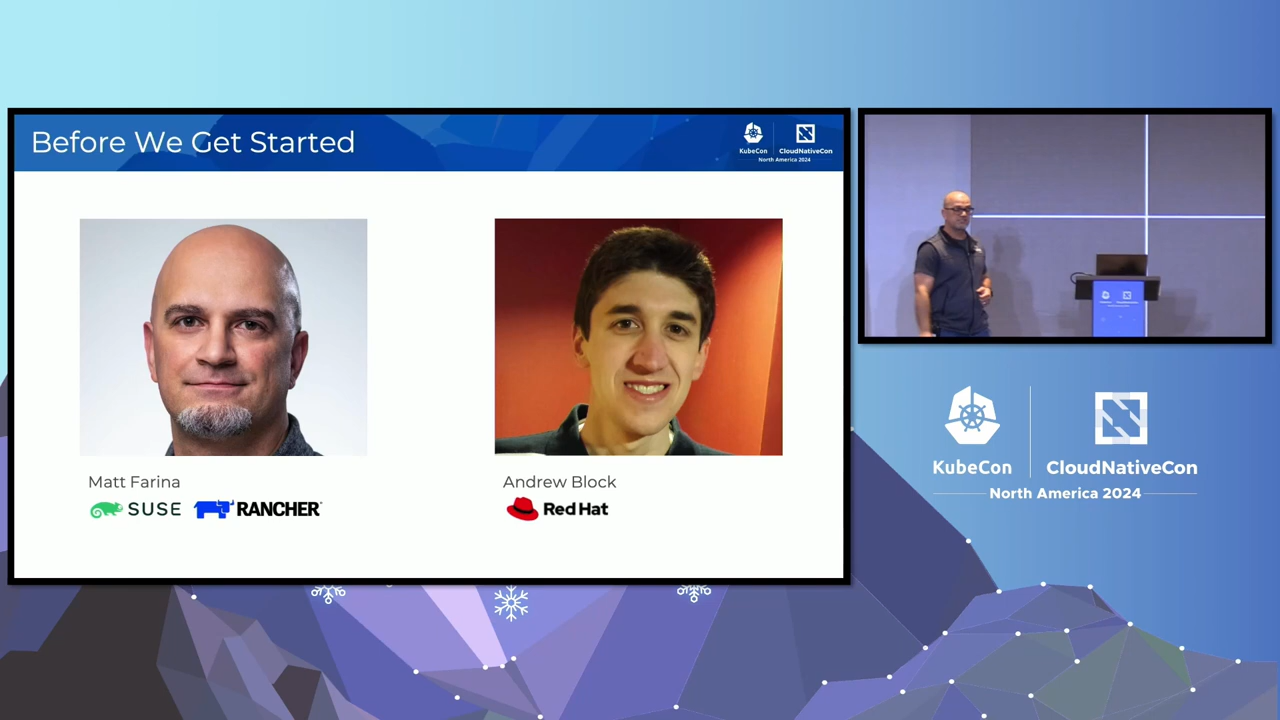 Before We Get Started
KubeCon
CloudNativeCon
North America 2024
Matt Farina
SUSE
RANCHER
Andrew Block
Red Hat
KubeCon
CloudNativeCon
North America 2024